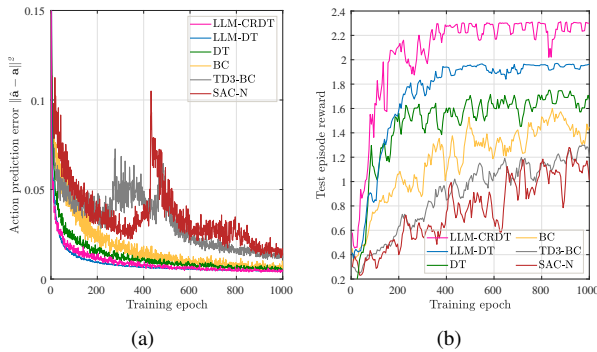 Action prediction error ‖â − a‖²
0.15
0.1
0.05
0
0
200
400
600
800
1000
Training epoch
LLM-CRDT
LLM-DT
DT
BC
TD3-BC
SAC-N
(a)
Test episode reward
2.4
2.2
2
1.8
1.6
1.4
1.2
1
0.8
0.6
0.4
0.2
0
200
400
600
800
1000
Training epoch
LLM-CRDT
LLM-DT
DT
BC
TD3-BC
SAC-N
(b)